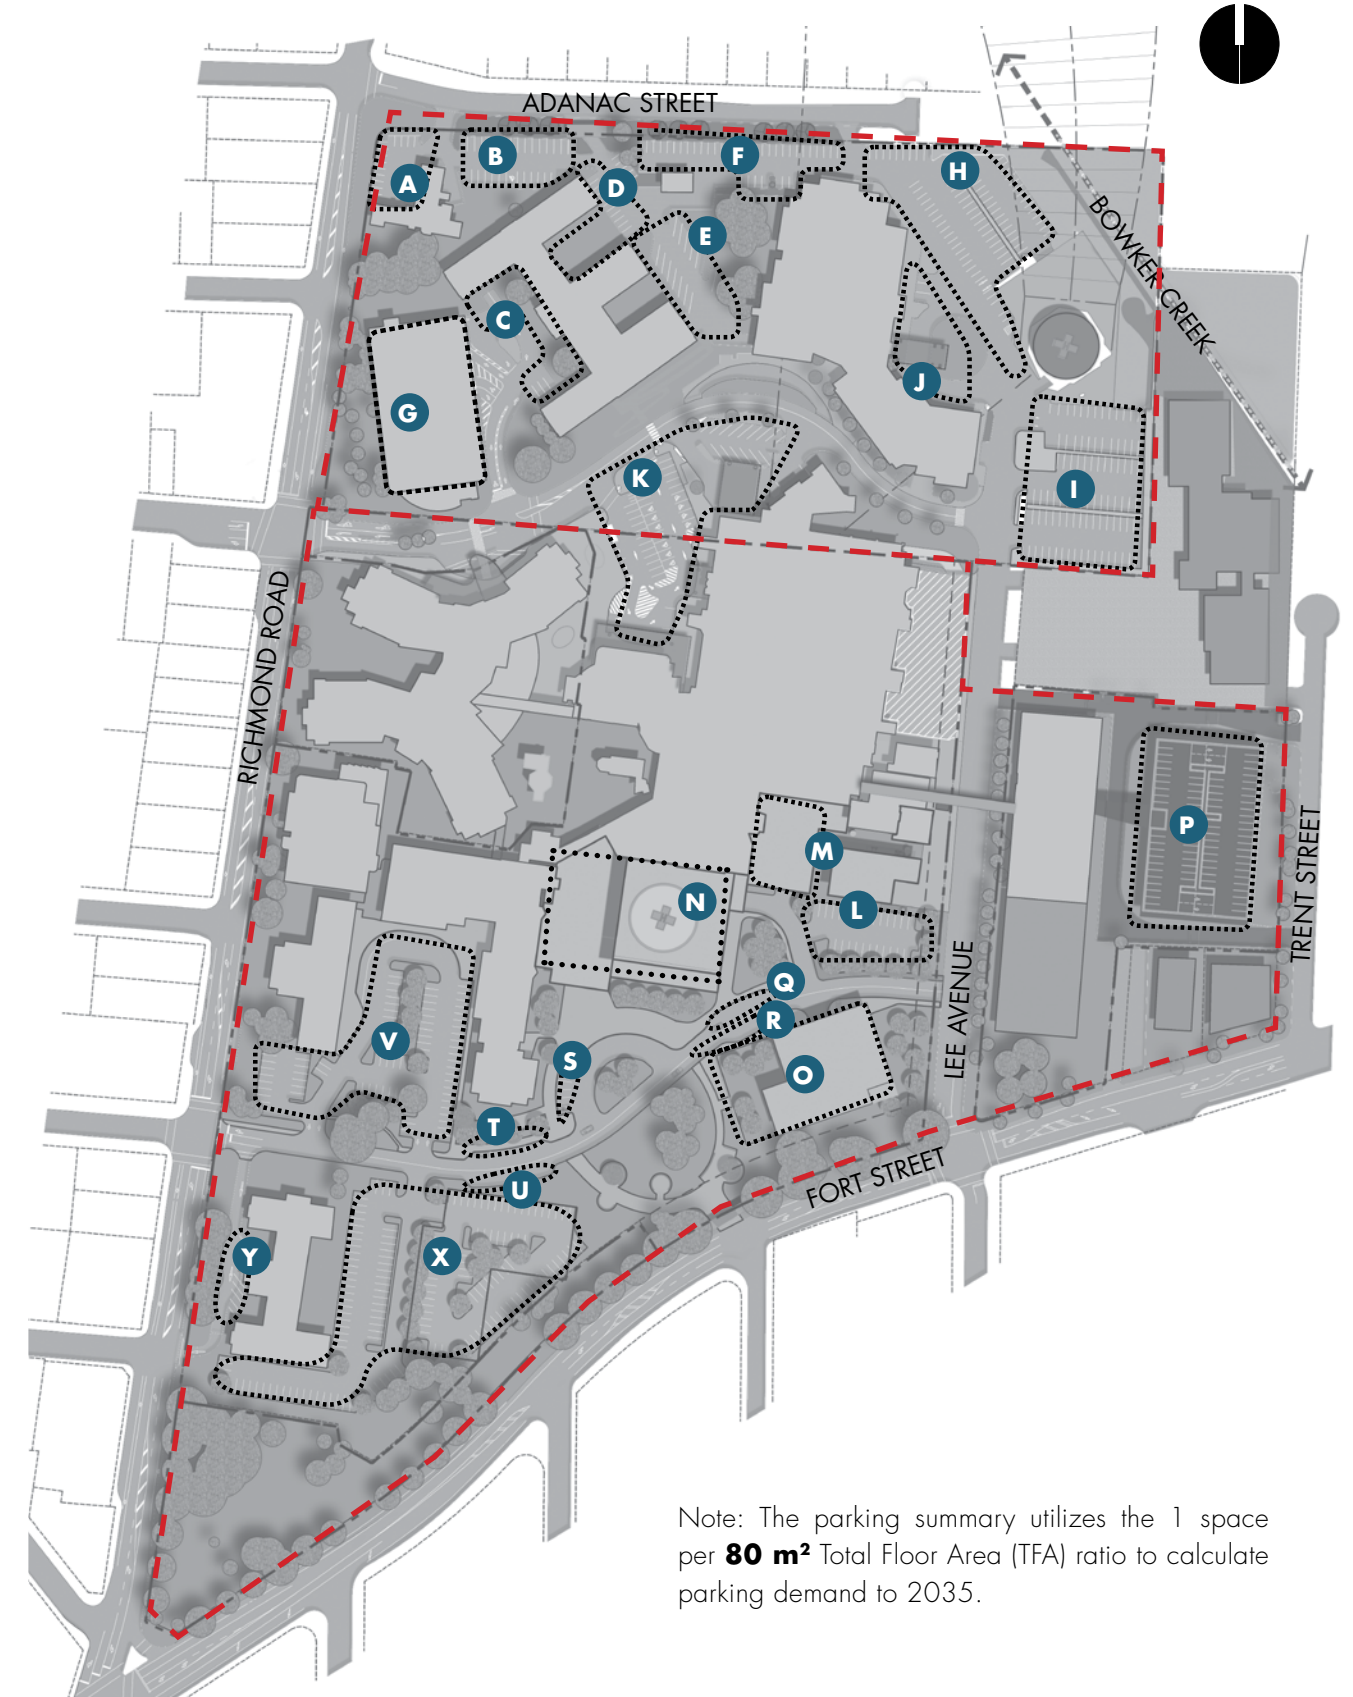 ADANAC STREET
A
B
D
E
F
H
BOWKER CREEK
C
G
J
K
I
RICHMOND ROAD
M
L
N
P
TRENT STREET
LEE AVENUE
Q
R
O
S
T
U
V
FORT STREET
Y
X
Note: The parking summary utilizes the 1 space
per 80 m² Total Floor Area (TFA) ratio to calculate
parking demand to 2035.